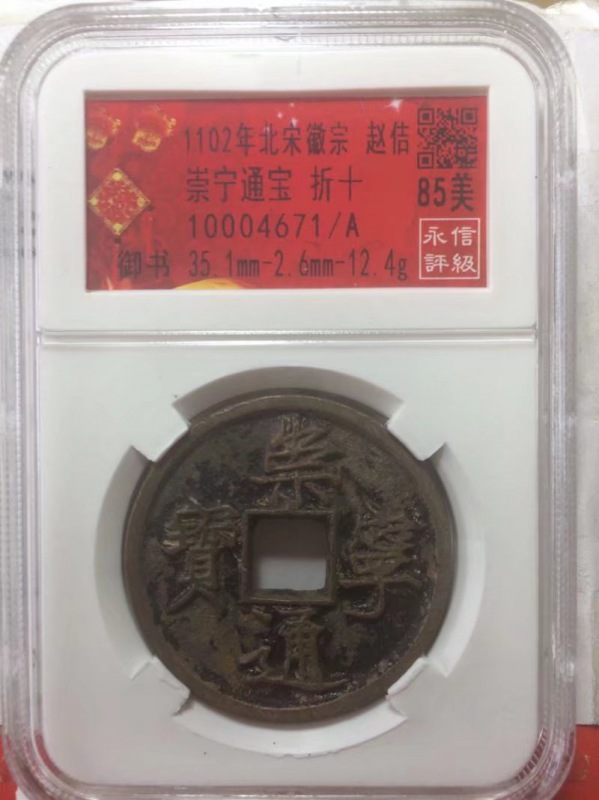 1102年北宋徽宗 赵佶
崇宁通宝 折十
85美
10004671/A
御书 35.1mm-2.6mm-12.4g
永信
評級
崇寧通寳